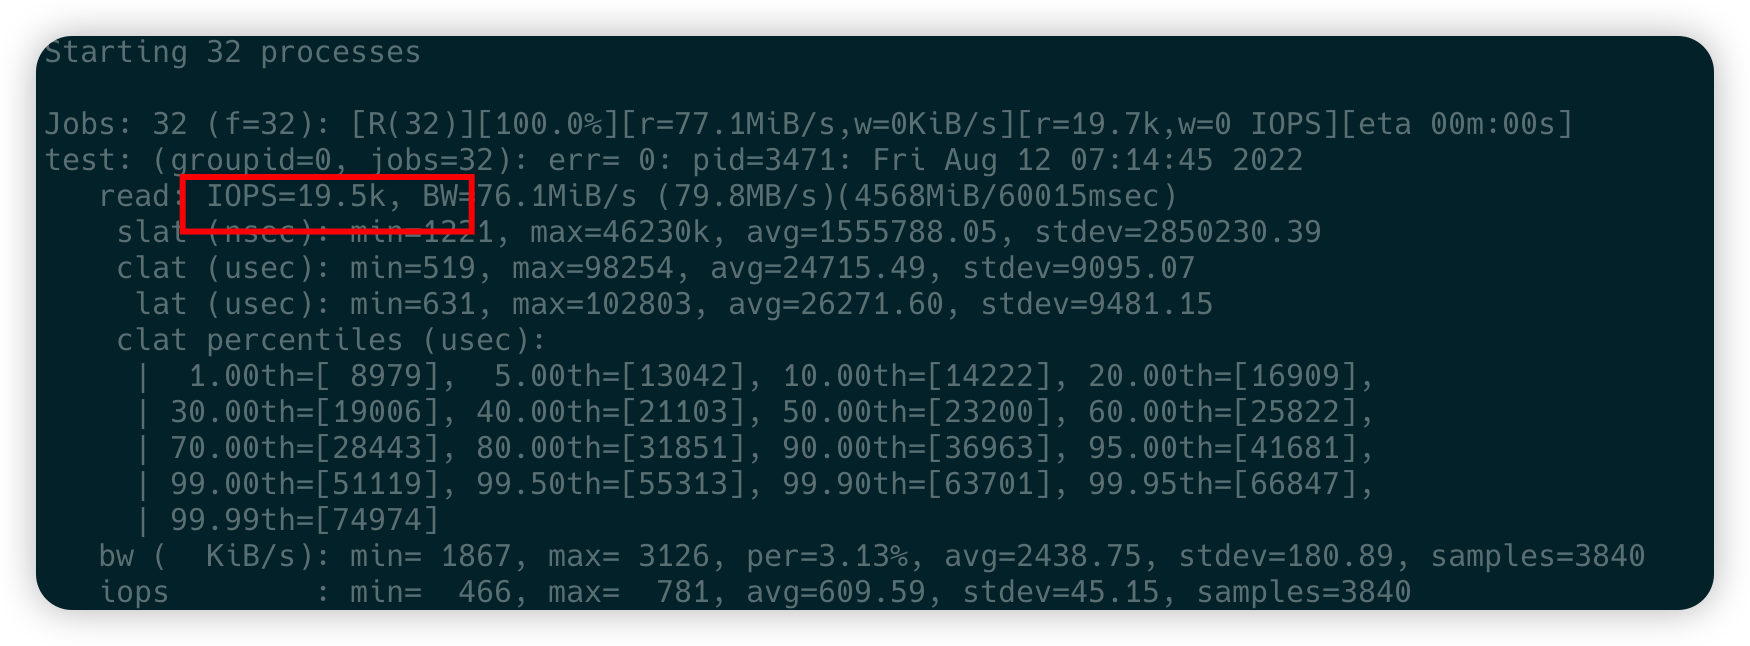 Starting 32 processes
Jobs: 32 (f=32): [R(32)][100.0%][r=77.1MiB/s,w=0KiB/s][r=19.7k,w=0 IOPS][eta 00m:00s]
test: (groupid=0, jobs=32): err= 0: pid=3471: Fri Aug 12 07:14:45 2022
read: IOPS=19.5k, BW=76.1MiB/s (79.8MB/s)(4568MiB/60015msec)
slat (nsec): min=1221, max=46230k, avg=1555788.05, stdev=2850230.39
clat (usec): min=519, max=98254, avg=24715.49, stdev=9095.07
lat (usec): min=631, max=102803, avg=26271.60, stdev=9481.15
clat percentiles (usec):
|  1.00th=[ 8979],  5.00th=[13042], 10.00th=[14222], 20.00th=[16909],
| 30.00th=[19006], 40.00th=[21103], 50.00th=[23200], 60.00th=[25822],
| 70.00th=[28443], 80.00th=[31851], 90.00th=[36963], 95.00th=[41681],
| 99.00th=[51119], 99.50th=[55313], 99.90th=[63701], 99.95th=[66847],
| 99.99th=[74974]
bw (  KiB/s): min= 1867, max= 3126, per=3.13%, avg=2438.75, stdev=180.89, samples=3840
iops        : min=  466, max=  781, avg=609.59, stdev=45.15, samples=3840